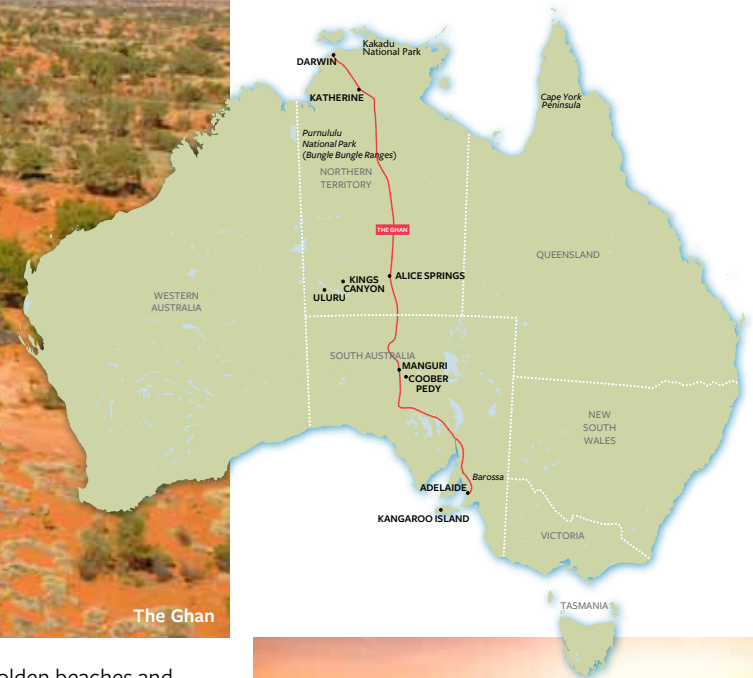 Kakadu
National Park
DARWIN
KATHERINE
Cape York
Peninsula
Purnululu
National Park
(Bungle Bungle Ranges)
NORTHERN
TERRITORY
THE GHAN
QUEENSLAND
ALICE SPRINGS
KINGS
CANYON
ULURU
WESTERN
AUSTRALIA
SOUTH AUSTRALIA
MANGURI
COOBER
PEDY
NEW
SOUTH
WALES
Barossa
ADELAIDE
KANGAROO ISLAND
VICTORIA
TASMANIA
The Ghan
olden beaches and